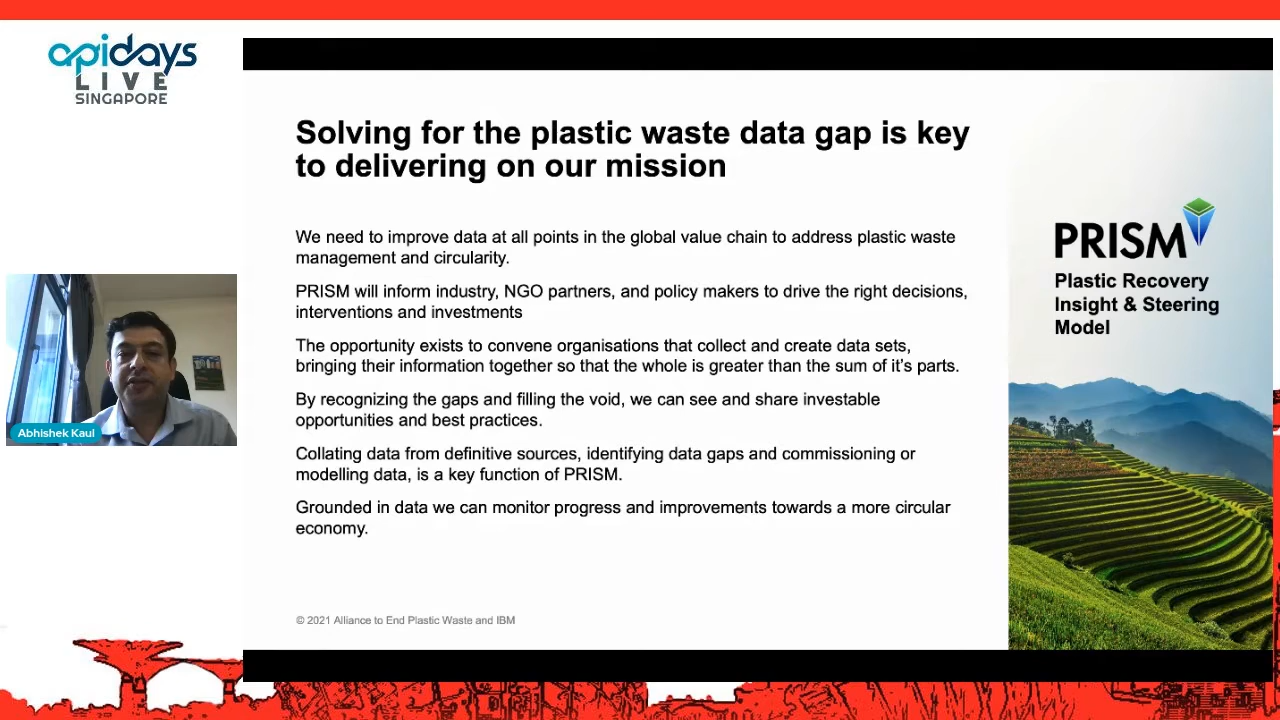 apidays
LIVE
SINGAPORE
Solving for the plastic waste data gap is key
to delivering on our mission
We need to improve data at all points in the global value chain to address plastic waste
management and circularity.
PRISM will inform industry, NGO partners, and policy makers to drive the right decisions,
interventions and investments
The opportunity exists to convene organisations that collect and create data sets,
bringing their information together so that the whole is greater than the sum of it's parts.
By recognizing the gaps and filling the void, we can see and share investable
opportunities and best practices.
Collating data from definitive sources, identifying data gaps and commissioning or
modelling data, is a key function of PRISM.
Grounded in data we can monitor progress and improvements towards a more circular
economy.
© 2021 Alliance to End Plastic Waste and IBM
PRISM
Plastic Recovery
Insight & Steering
Model
Abhishek Kaul